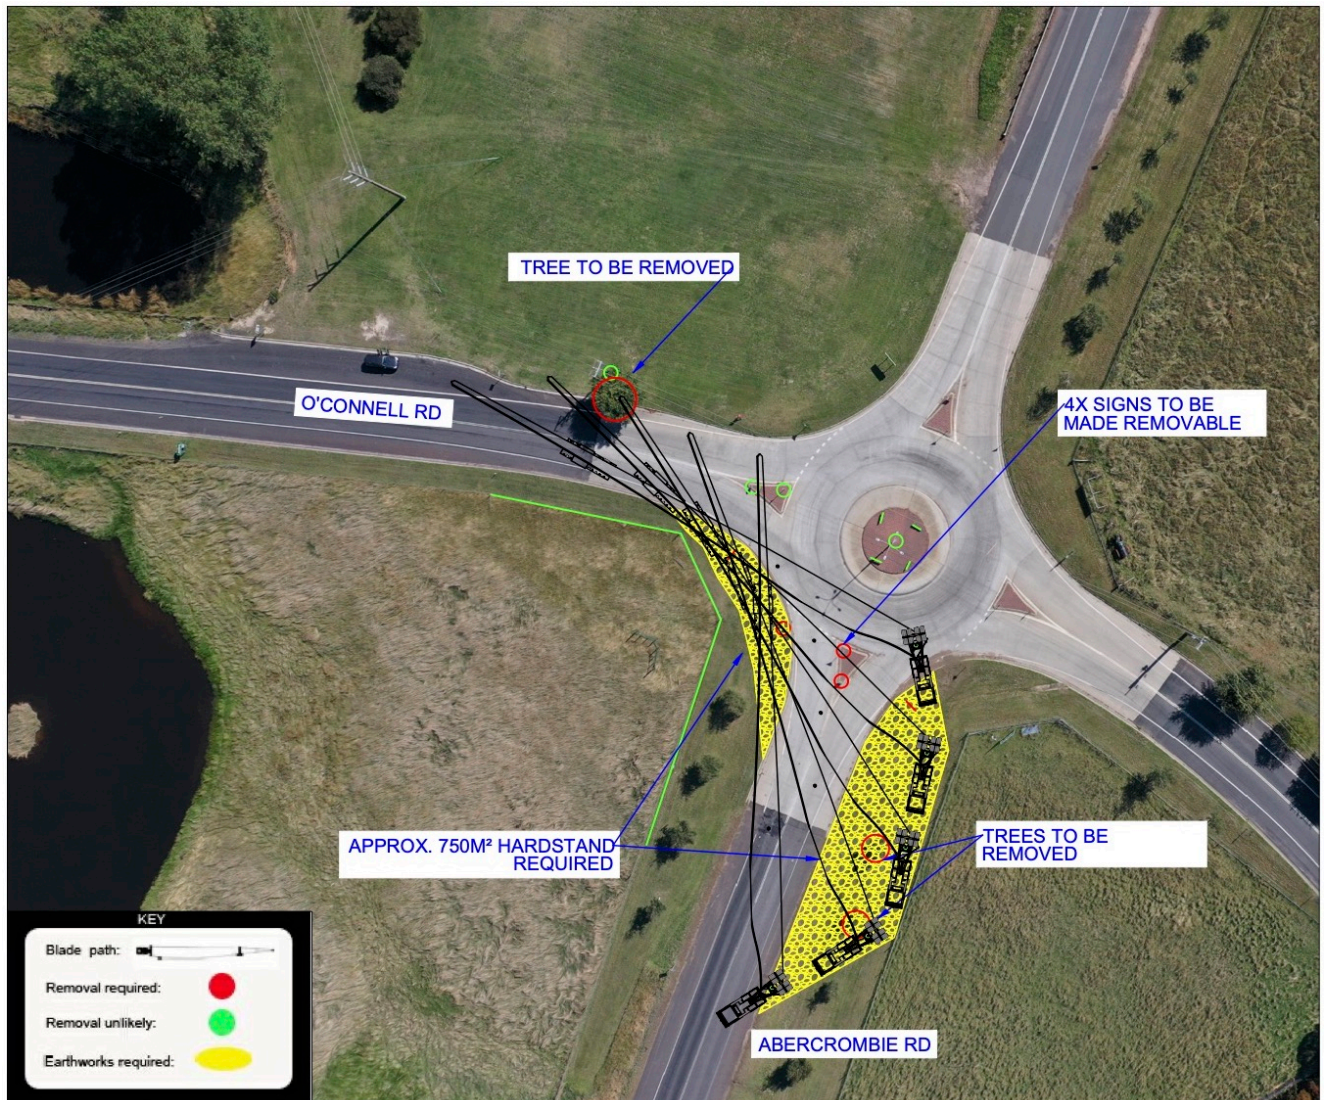 TREE TO BE REMOVED
O'CONNELL RD
4X SIGNS TO BE
MADE REMOVABLE
APPROX. 750M² HARDSTAND
REQUIRED
TREES TO BE
REMOVED
ABERCROMBIE RD
KEY
Blade path:
Removal required:
Removal unlikely:
Earthworks required: